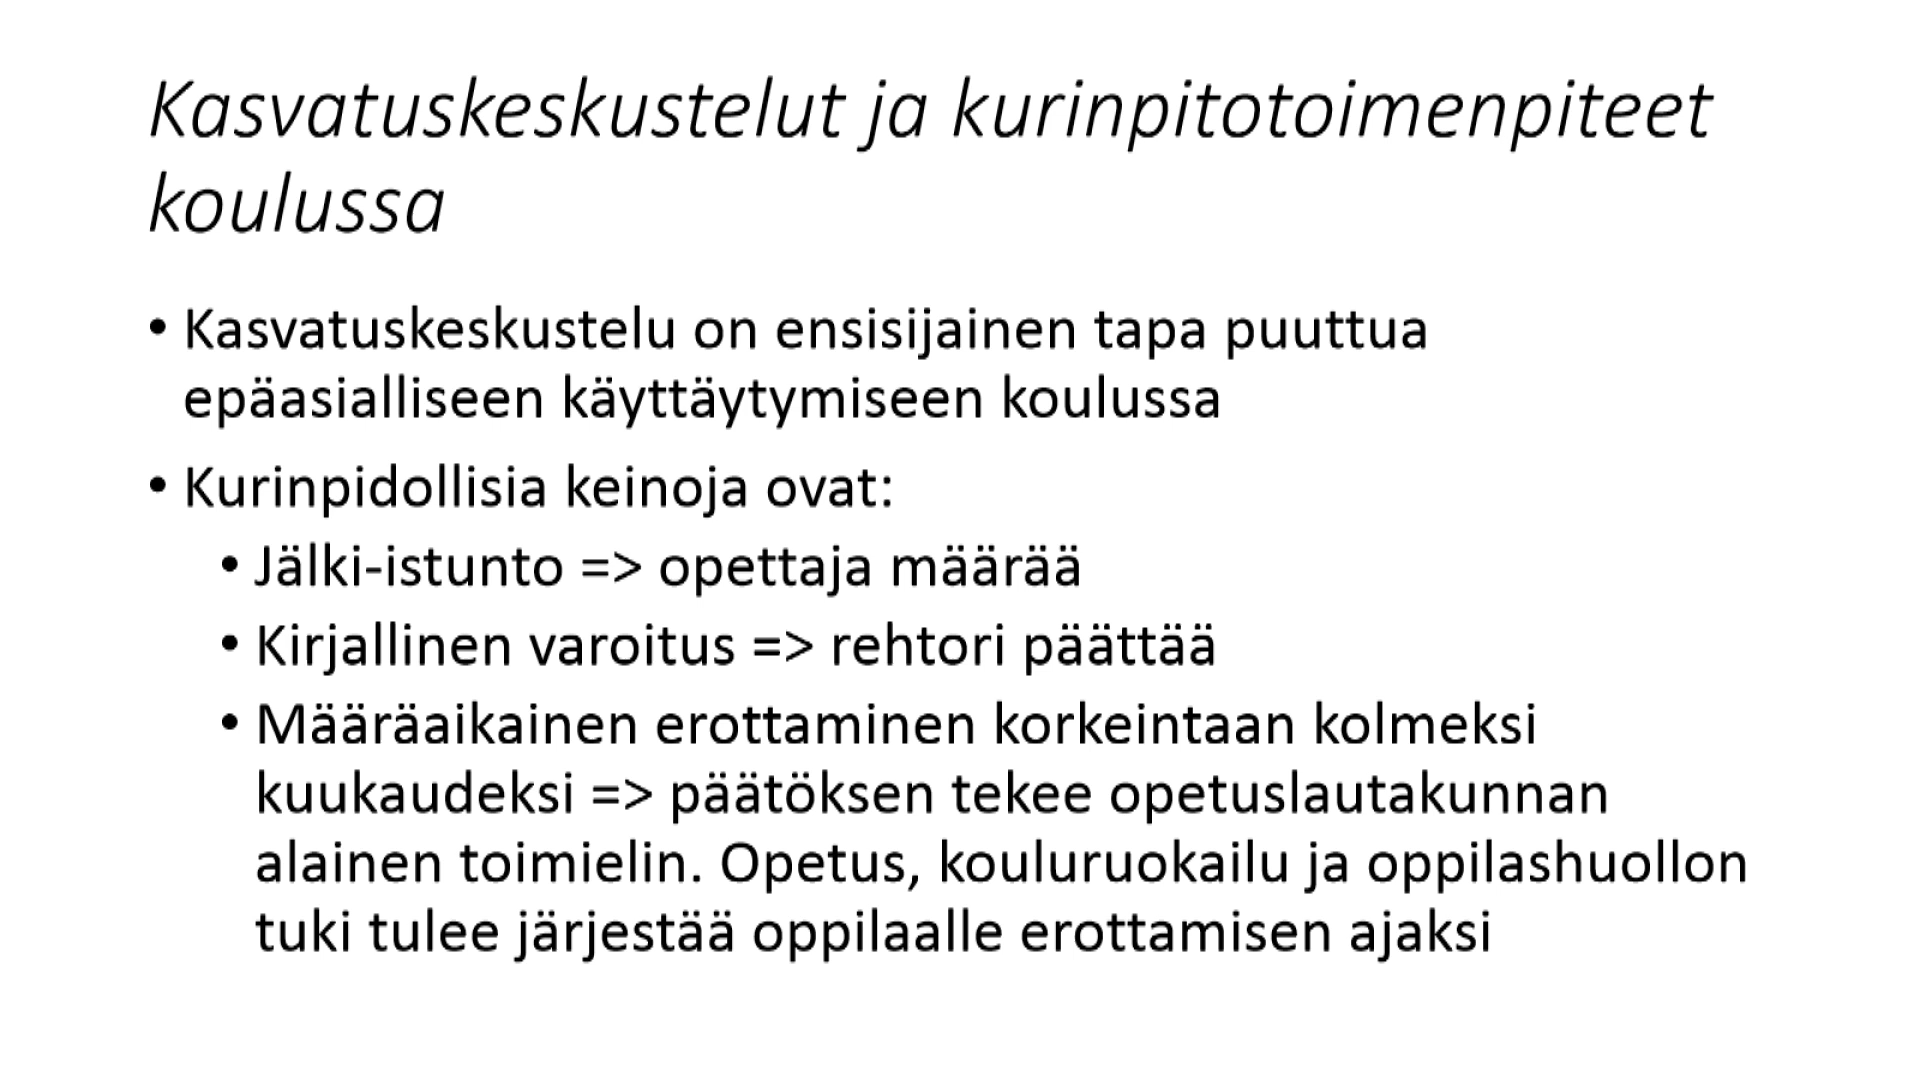 Kasvatuskeskustelut ja kurinpitotoimenpiteet
koulussa
• Kasvatuskeskustelu on ensisijainen tapa puuttua
epäasialliseen käyttäytymiseen koulussa
• Kurinpidollisia keinoja ovat:
• Jälki-istunto => opettaja määrää
• Kirjallinen varoitus => rehtori päättää
• Määräaikainen erottaminen korkeintaan kolmeksi
kuukaudeksi => päätöksen tekee opetuslautakunnan
alainen toimielin. Opetus, kouluruokailu ja oppilashuollon
tuki tulee järjestää oppilaalle erottamisen ajaksi